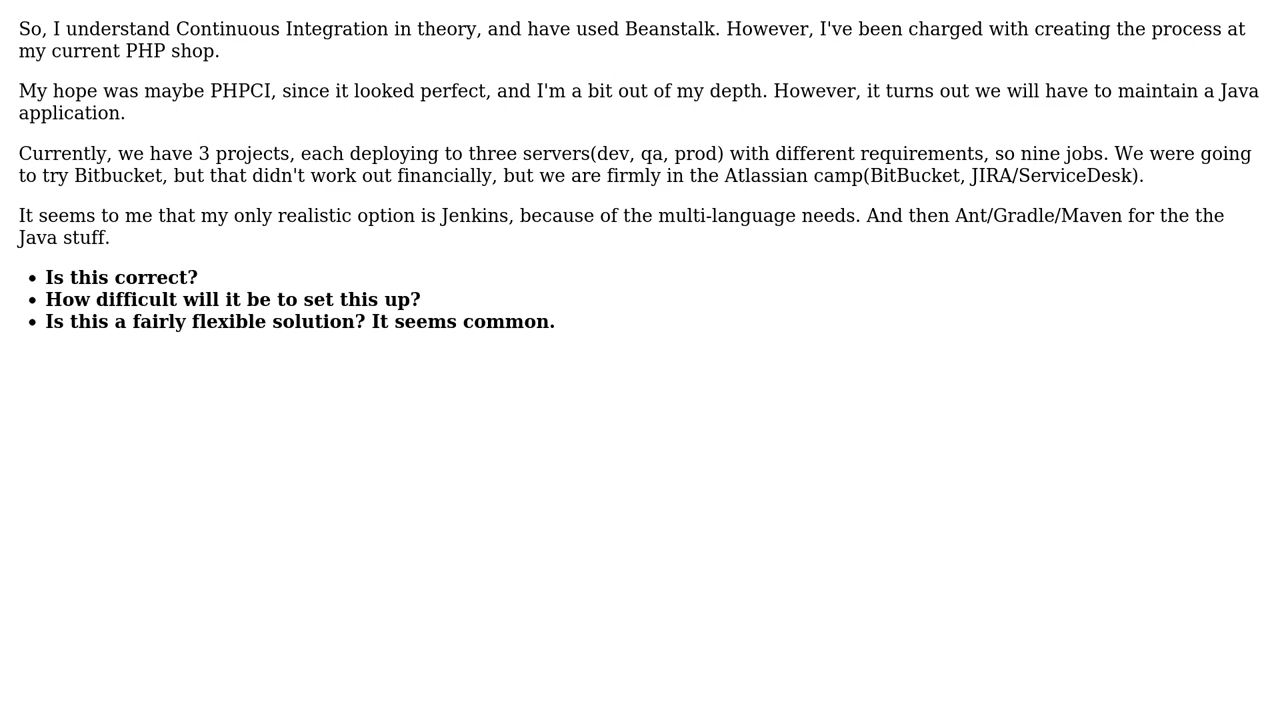 So, I understand Continuous Integration in theory, and have used Beanstalk. However, I've been charged with creating the process at
my current PHP shop.
My hope was maybe PHPCI, since it looked perfect, and I'm a bit out of my depth. However, it turns out we will have to maintain a Java
application.
Currently, we have 3 projects, each deploying to three servers(dev, qa, prod) with different requirements, so nine jobs. We were going
to try Bitbucket, but that didn't work out financially, but we are firmly in the Atlassian camp(BitBucket, JIRA/ServiceDesk).
It seems to me that my only realistic option is Jenkins, because of the multi-language needs. And then Ant/Gradle/Maven for the the
Java stuff.
• Is this correct?
• How difficult will it be to set this up?
• Is this a fairly flexible solution? It seems common.